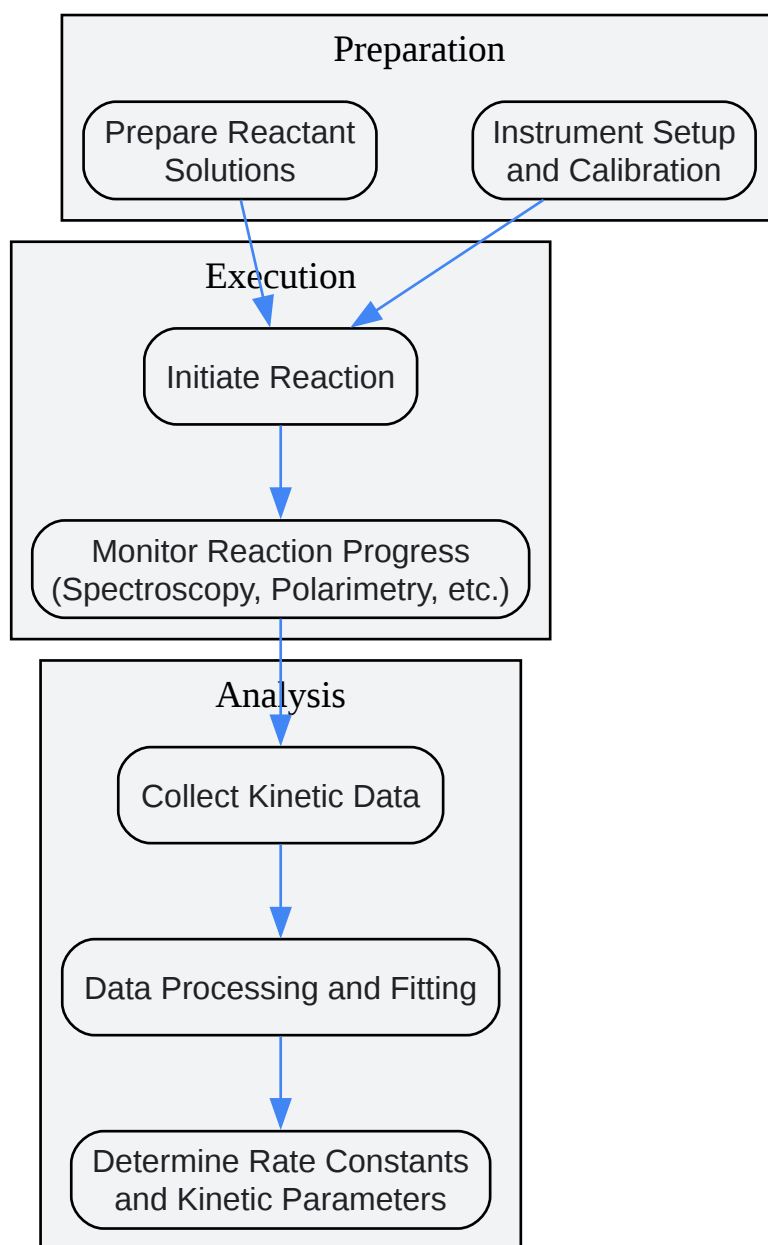 Preparation
Prepare Reactant
Solutions
Instrument Setup
and Calibration
Execution
Initiate Reaction
Monitor Reaction Progress
(Spectroscopy, Polarimetry, etc.)
Analysis
Collect Kinetic Data
Data Processing and Fitting
Determine Rate Constants
and Kinetic Parameters